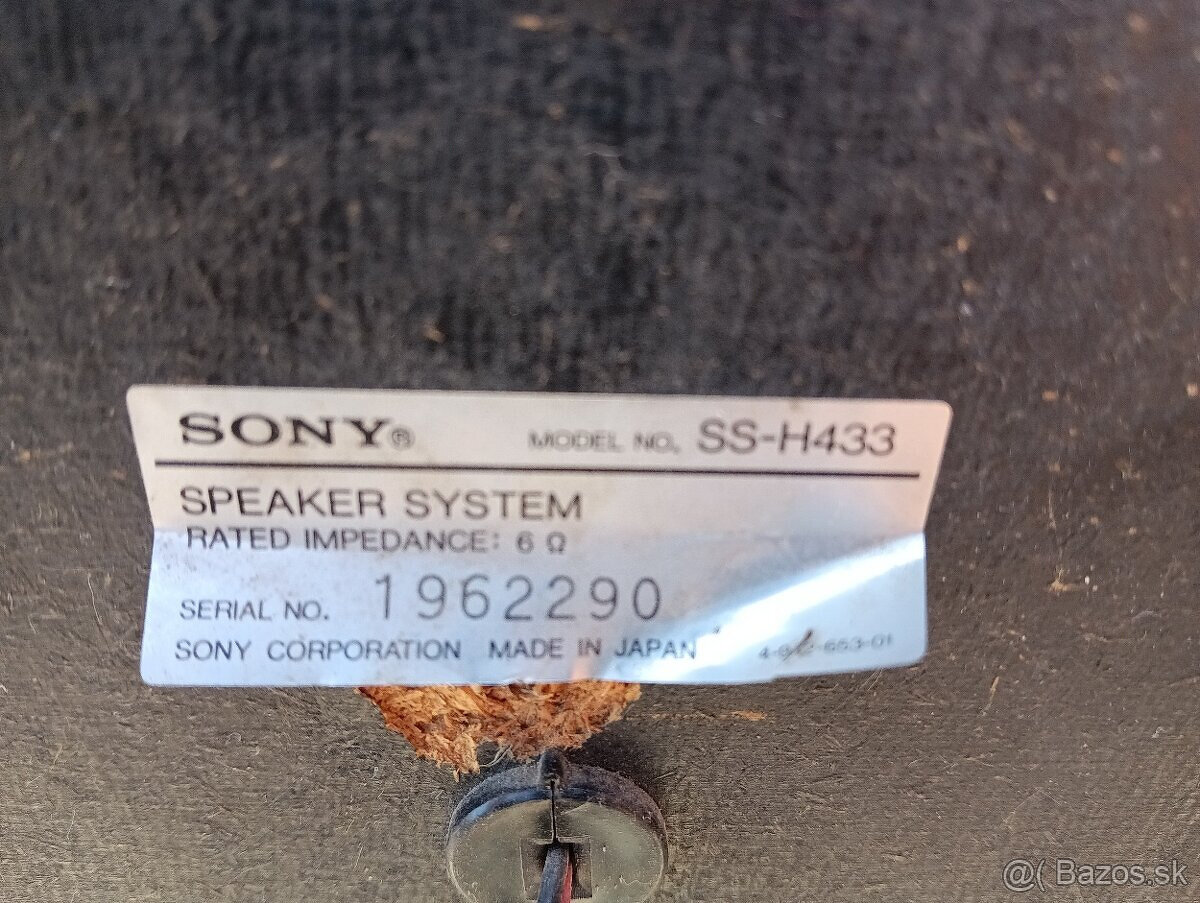 SONY® MODEL NO. SS-H433
SPEAKER SYSTEM
RATED IMPEDANCE: 6 Ω
SERIAL NO. 1962290
SONY CORPORATION MADE IN JAPAN
@( Bazos.sk